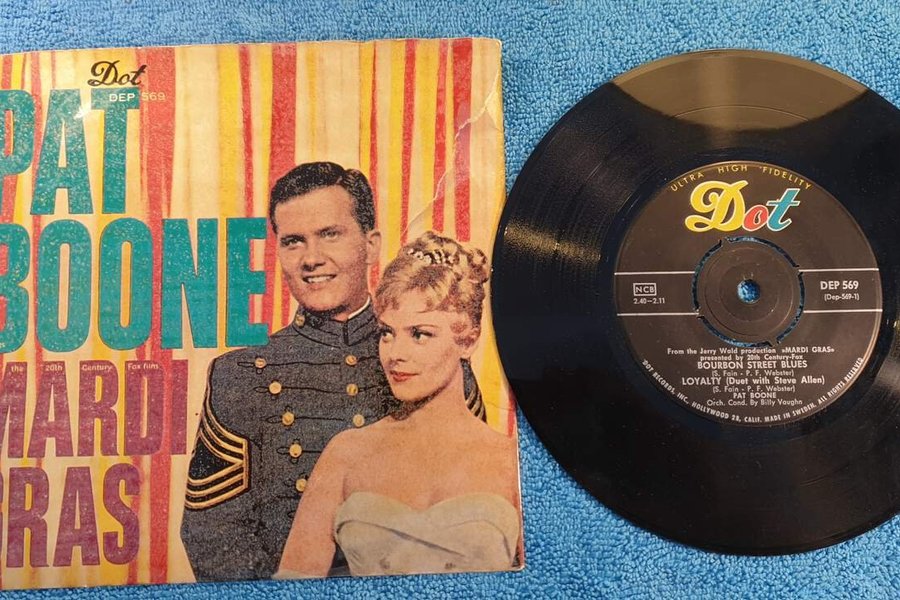 Dot
DEP 569
PAT
BOONE
the 20th Century Fox film
MARDI
GRAS
ULTRA HIGH FIDELITY
Dot
NCB
2.40—2.11
DEP 569
(Dep-569-1)
From the Jerry Wald production »MARDI GRAS«
presented by 20th Century-Fox
BOURBON STREET BLUES
(S. Fain - P. F. Webster)
LOYALTY (Duet with Steve Allen)
(S. Fain - P. F. Webster)
PAT BOONE
Orch. Cond. By Billy Vaughn
DOT RECORDS, INC. HOLLYWOOD 28, CALIF. MADE IN SWEDEN. ALL RIGHTS RESERVED.